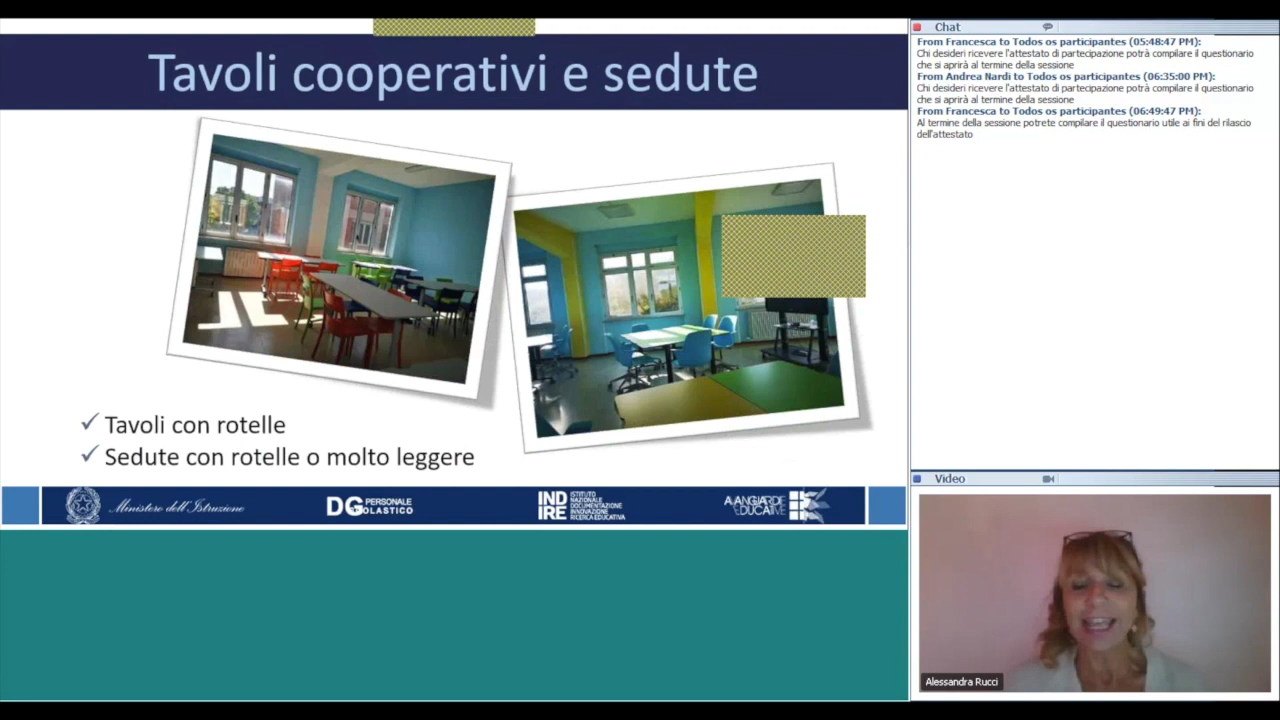 Tavoli cooperativi e sedute
Tavoli con rotelle
Sedute con rotelle o molto leggere
Ministero dell'Istruzione
DG PERSONALE
SCOLASTICO
INDIRE
ISTITUTO
NAZIONALE
DOCUMENTAZIONE
INNOVAZIONE
RICERCA EDUCATIVA
AVANGUARDIE
EDUCATIVE
Chat
From Francesca to Todos os participantes (05:48:47 PM):
Chi desideri ricevere l'attestato di partecipazione potrà compilare il questionario
che si aprirà al termine della sessione
From Andrea Nardi to Todos os participantes (06:35:00 PM):
Chi desideri ricevere l'attestato di partecipazione potrà compilare il questionario
che si aprirà al termine della sessione
From Francesca to Todos os participantes (06:49:47 PM):
Al termine della sessione potrete compilare il questionario utile ai fini del rilascio
dell'attestato
Video
Alessandra Rucci